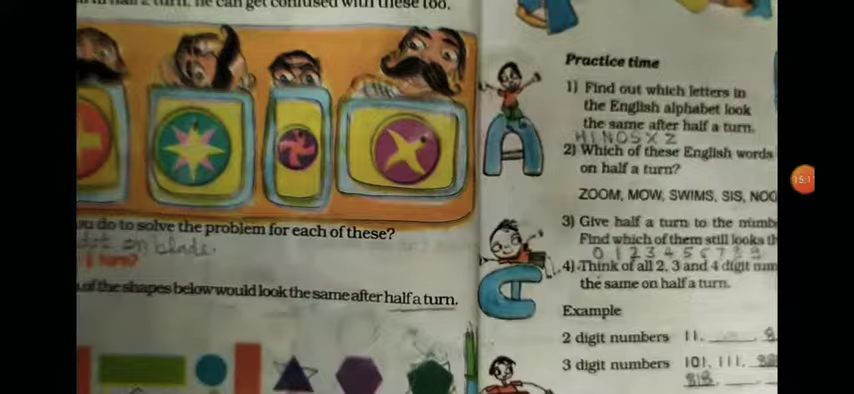 he can get confused with these too.
do to solve the problem for each of these?
dot on blade.
turn?
of the shapes below would look the same after half a turn.
Practice time
1) Find out which letters in
the English alphabet look
the same after half a turn.
H I N O S X Z
2) Which of these English words
on half a turn?
ZOOM, MOW, SWIMS, SIS,
3) Give half a turn to the
Find which of them still looks
0 1 2 3 4 5 6 7 8 9
4) Think of all 2, 3 and 4 digit
the same on half a turn.
Example
2 digit numbers 11,
3 digit numbers 101, 111,
818